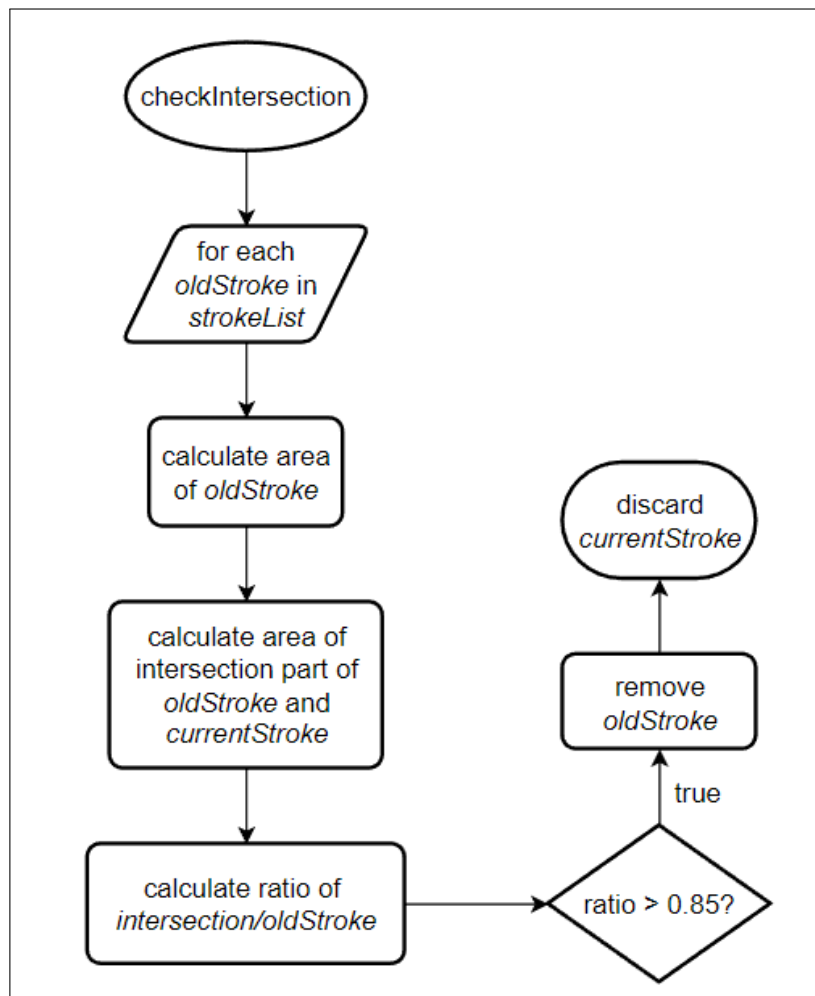 checkIntersection
for each
oldStroke in
strokeList
calculate area
of oldStroke
calculate area of
intersection part of
oldStroke and
currentStroke
calculate ratio of
intersection/oldStroke
ratio > 0.85?
true
remove
oldStroke
discard
currentStroke